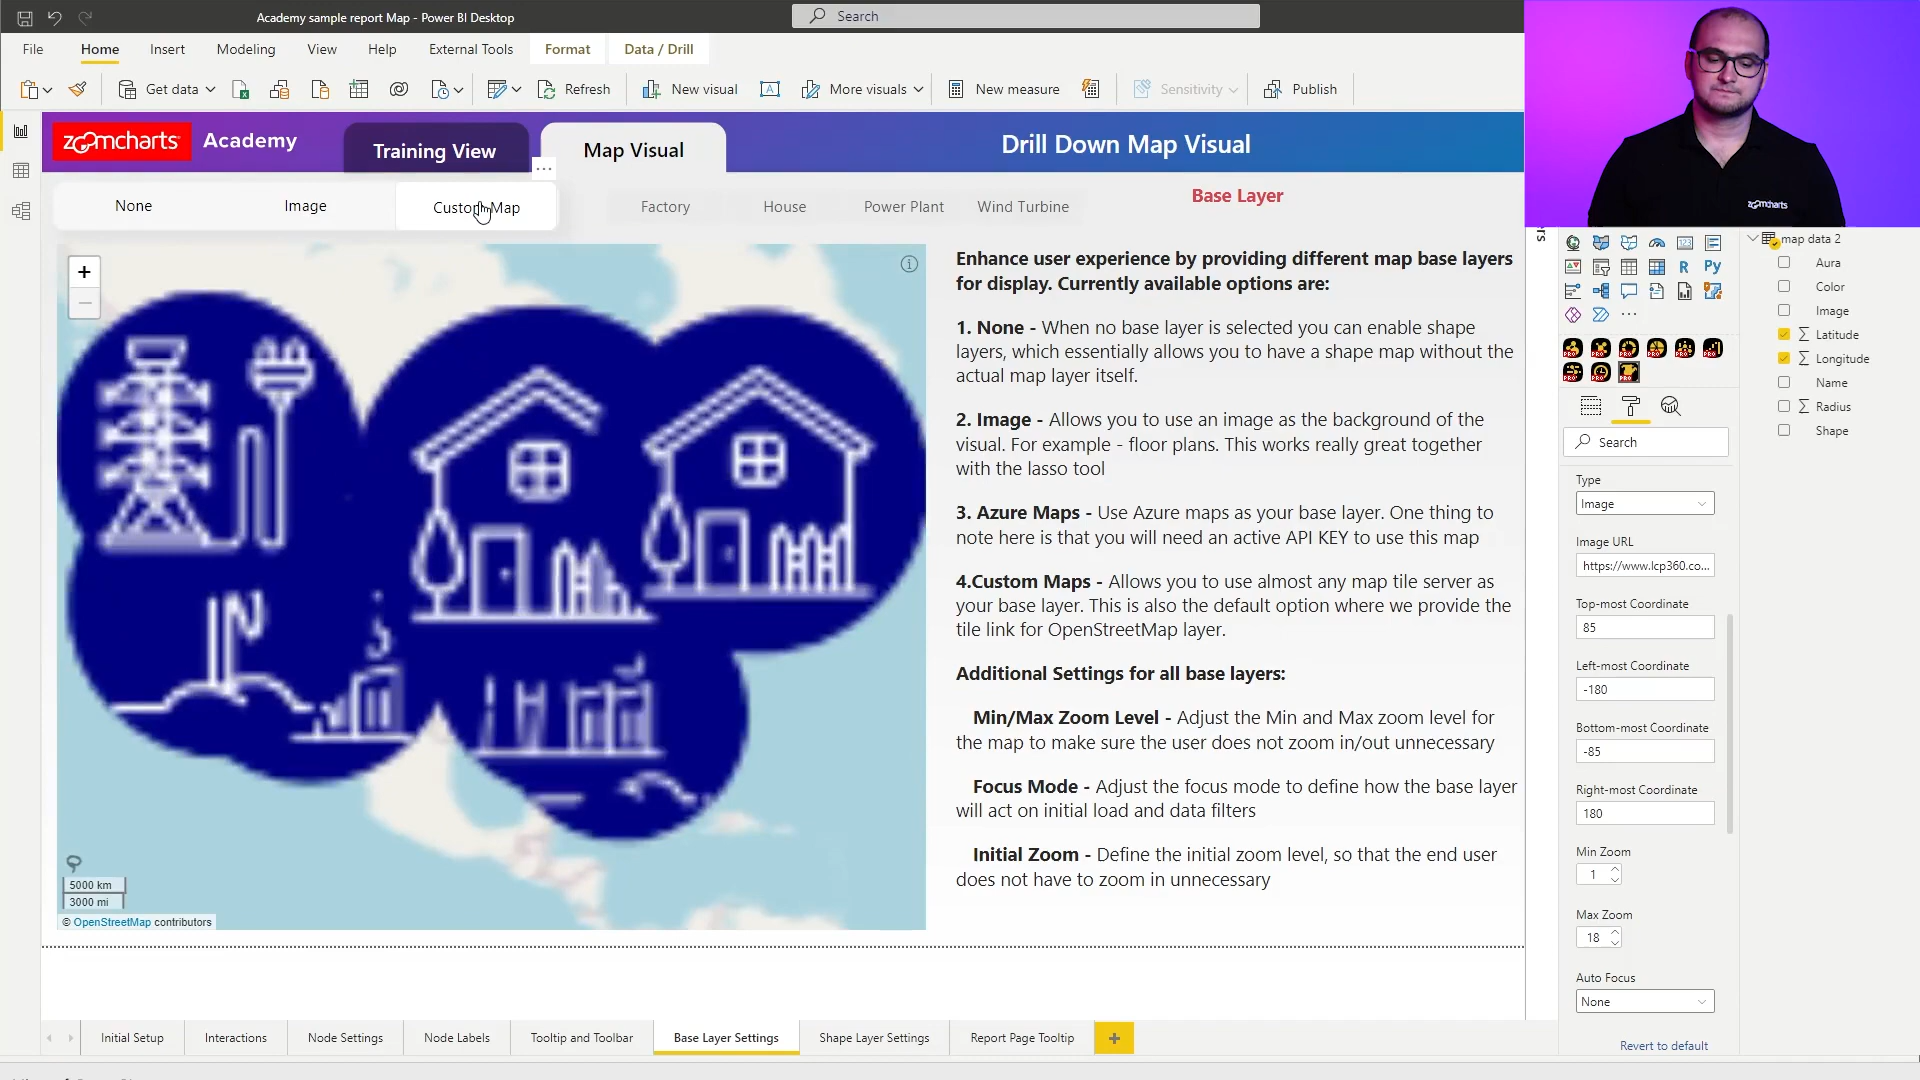 Academy sample report Map - Power BI Desktop
Search
File
Home
Insert
Modeling
View
Help
External Tools
Format
Data / Drill
Get data
Refresh
New visual
A
More visuals
New measure
Sensitivity
Publish
zoomcharts
Academy
Training View
Map Visual
Drill Down Map Visual
None
Image
Custom Map
Factory
House
Power Plant
Wind Turbine
Base Layer
Enhance user experience by providing different map base layers
for display. Currently available options are:
1. None - When no base layer is selected you can enable shape
layers, which essentially allows you to have a shape map without the
actual map layer itself.
2. Image - Allows you to use an image as the background of the
visual. For example - floor plans. This works really great together
with the lasso tool
3. Azure Maps - Use Azure maps as your base layer. One thing to
note here is that you will need an active API KEY to use this map
4.Custom Maps - Allows you to use almost any map tile server as
your base layer. This is also the default option where we provide the
tile link for OpenStreetMap layer.
Additional Settings for all base layers:
Min/Max Zoom Level - Adjust the Min and Max zoom level for
the map to make sure the user does not zoom in/out unnecessary
Focus Mode - Adjust the focus mode to define how the base layer
will act on initial load and data filters
Initial Zoom - Define the initial zoom level, so that the end user
does not have to zoom in unnecessary
+
−
5000 km
3000 mi
© OpenStreetMap contributors
zoomcharts
ers
123
R
Py
PRO
PRO
PRO
PRO
PRO
PRO
PRO
PRO
Search
Type
Image
Image URL
https://www.lcp360.co...
Top-most Coordinate
85
Left-most Coordinate
-180
Bottom-most Coordinate
-85
Right-most Coordinate
180
Min Zoom
1
Max Zoom
18
Auto Focus
None
Revert to default
map data 2
Aura
Color
Image
∑ Latitude
∑ Longitude
Name
∑ Radius
Shape
Initial Setup
Interactions
Node Settings
Node Labels
Tooltip and Toolbar
Base Layer Settings
Shape Layer Settings
Report Page Tooltip
+